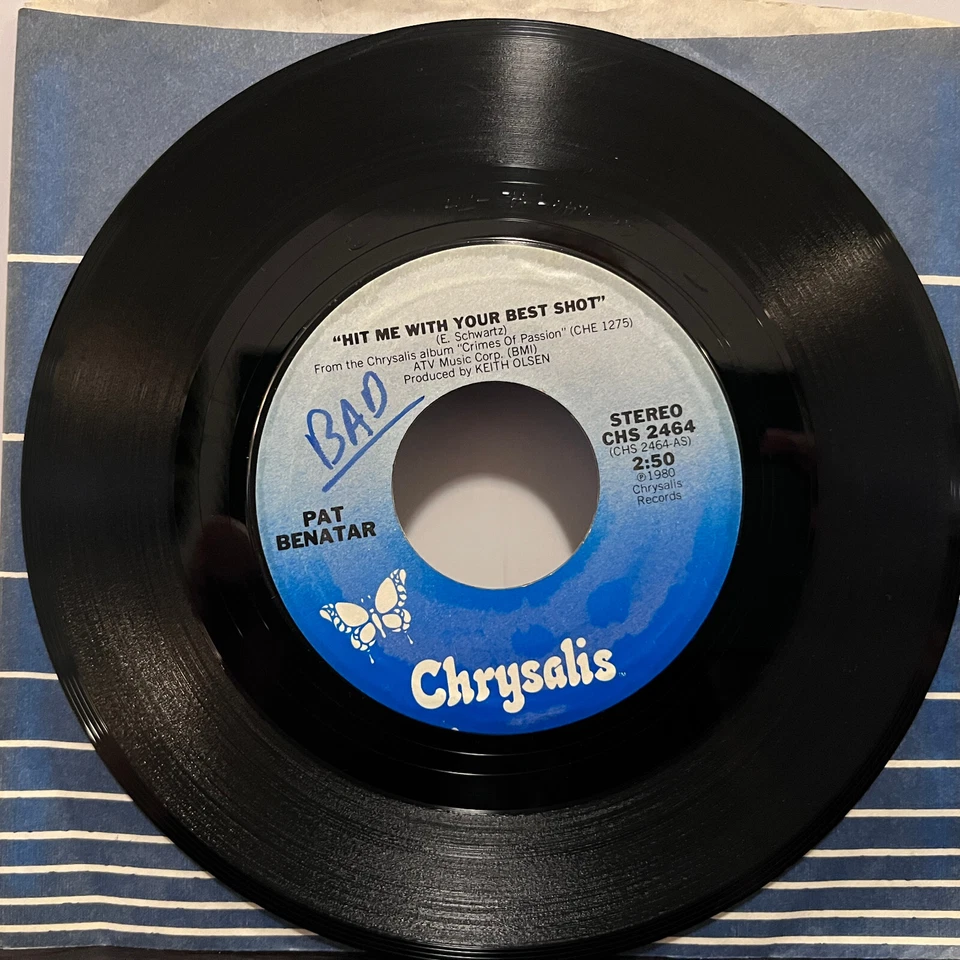 “HIT ME WITH YOUR BEST SHOT”
(E. Schwartz)
From the Chrysalis album "Crimes Of Passion" (CHE 1275)
ATV Music Corp. (BMI)
Produced by KEITH OLSEN
BAD
STEREO
CHS 2464
(CHS 2464-AS)
2:50
℗1980
Chrysalis
Records
PAT
BENATAR
Chrysalis™